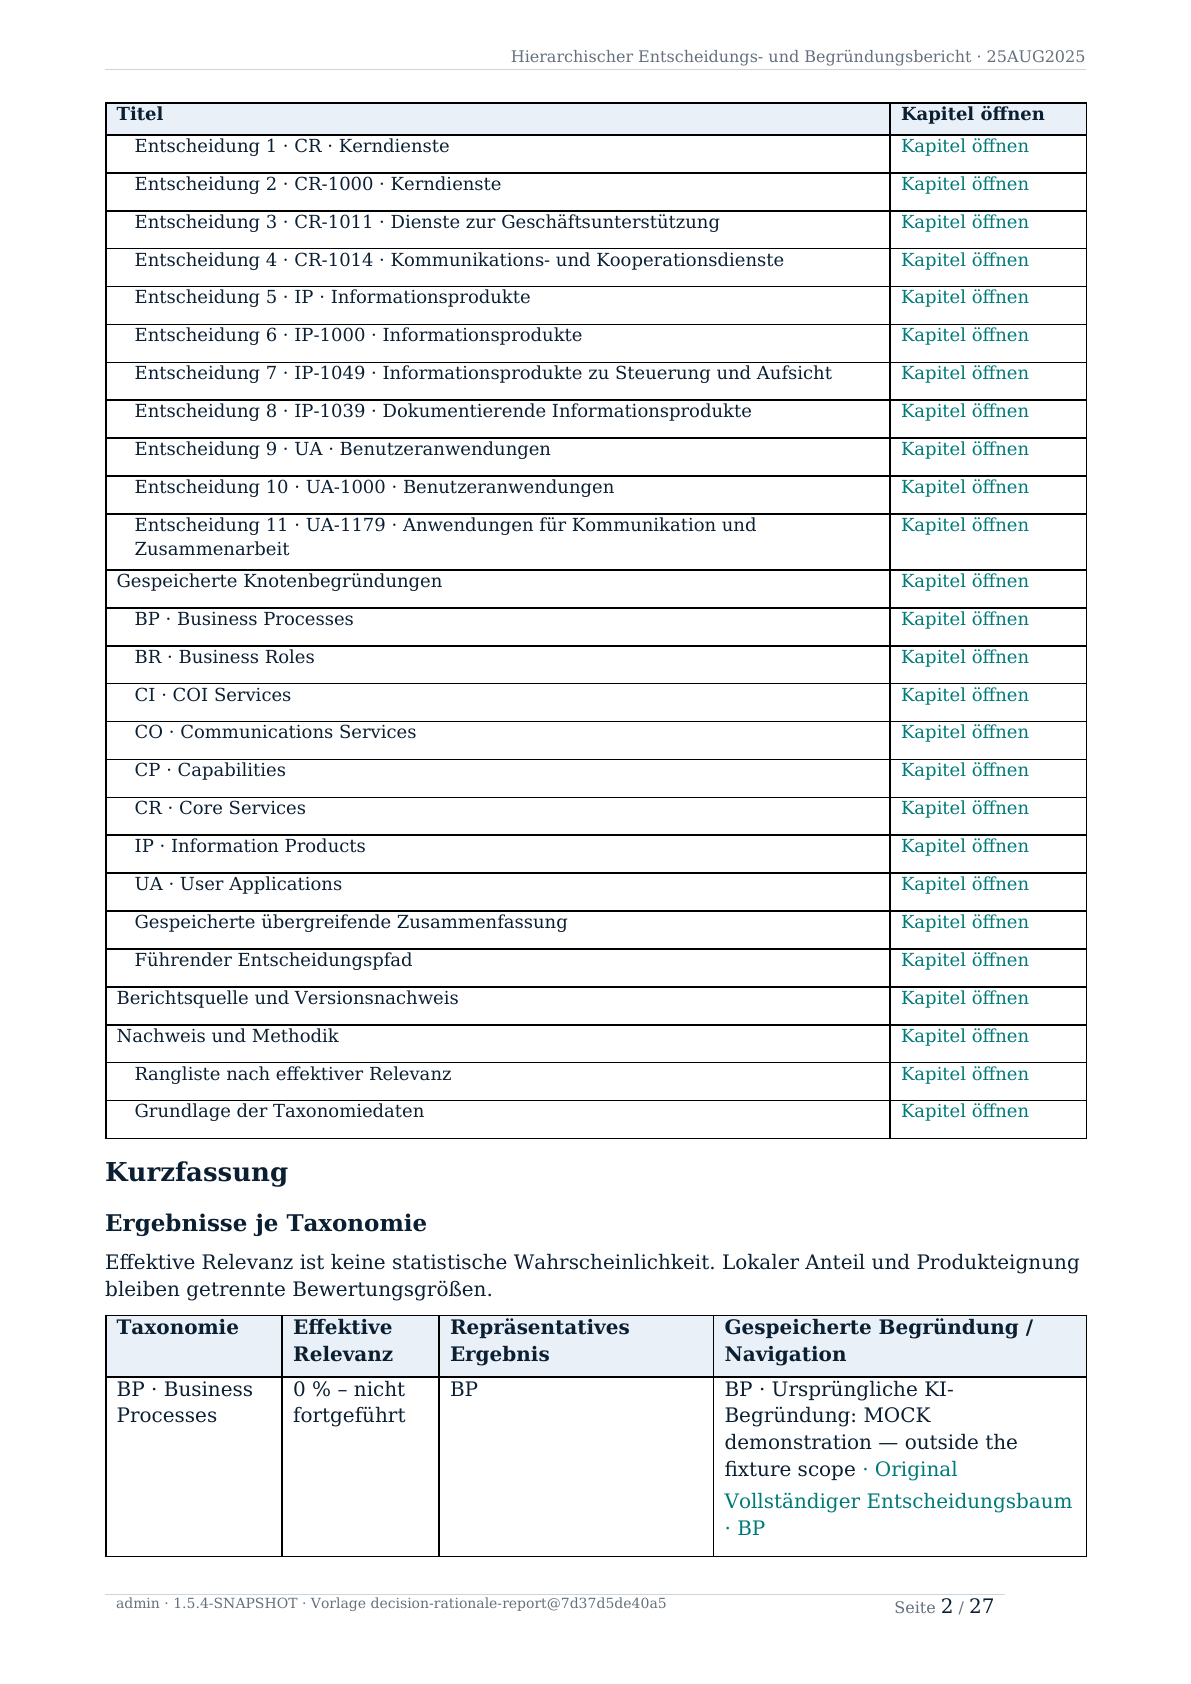 Hierarchischer Entscheidungs- und Begründungsbericht · 25AUG2025
Titel Kapitel öffnen
Entscheidung 1 · CR · Kerndienste Kapitel öffnen
Entscheidung 2 · CR-1000 · Kerndienste Kapitel öffnen
Entscheidung 3 · CR-1011 · Dienste zur Geschäftsunterstützung Kapitel öffnen
Entscheidung 4 · CR-1014 · Kommunikations- und Kooperationsdienste Kapitel öffnen
Entscheidung 5 · IP · Informationsprodukte Kapitel öffnen
Entscheidung 6 · IP-1000 · Informationsprodukte Kapitel öffnen
Entscheidung 7 · IP-1049 · Informationsprodukte zu Steuerung und Aufsicht Kapitel öffnen
Entscheidung 8 · IP-1039 · Dokumentierende Informationsprodukte Kapitel öffnen
Entscheidung 9 · UA · Benutzeranwendungen Kapitel öffnen
Entscheidung 10 · UA-1000 · Benutzeranwendungen Kapitel öffnen
Entscheidung 11 · UA-1179 · Anwendungen für Kommunikation und Kapitel öffnen
Zusammenarbeit
Gespeicherte Knotenbegründungen Kapitel öffnen
BP · Business Processes Kapitel öffnen
BR · Business Roles Kapitel öffnen
CI · COI Services Kapitel öffnen
CO · Communications Services Kapitel öffnen
CP · Capabilities Kapitel öffnen
CR · Core Services Kapitel öffnen
IP · Information Products Kapitel öffnen
UA · User Applications Kapitel öffnen
Gespeicherte übergreifende Zusammenfassung Kapitel öffnen
Führender Entscheidungspfad Kapitel öffnen
Berichtsquelle und Versionsnachweis Kapitel öffnen
Nachweis und Methodik Kapitel öffnen
Rangliste nach effektiver Relevanz Kapitel öffnen
Grundlage der Taxonomiedaten Kapitel öffnen
Kurzfassung
Ergebnisse je Taxonomie
Effektive Relevanz ist keine statistische Wahrscheinlichkeit. Lokaler Anteil und Produkteignung
bleiben getrennte Bewertungsgrößen.
Taxonomie Effektive Repräsentatives Gespeicherte Begründung /
Relevanz Ergebnis Navigation
BP · Business 0 % – nicht BP BP · Ursprüngliche KI-
Processes fortgeführt Begründung: MOCK
demonstration — outside the
fixture scope · Original
Vollständiger Entscheidungsbaum
· BP
admin · 1.5.4-SNAPSHOT · Vorlage decision-rationale-report@7d37d5de40a5 Seite 2 / 27